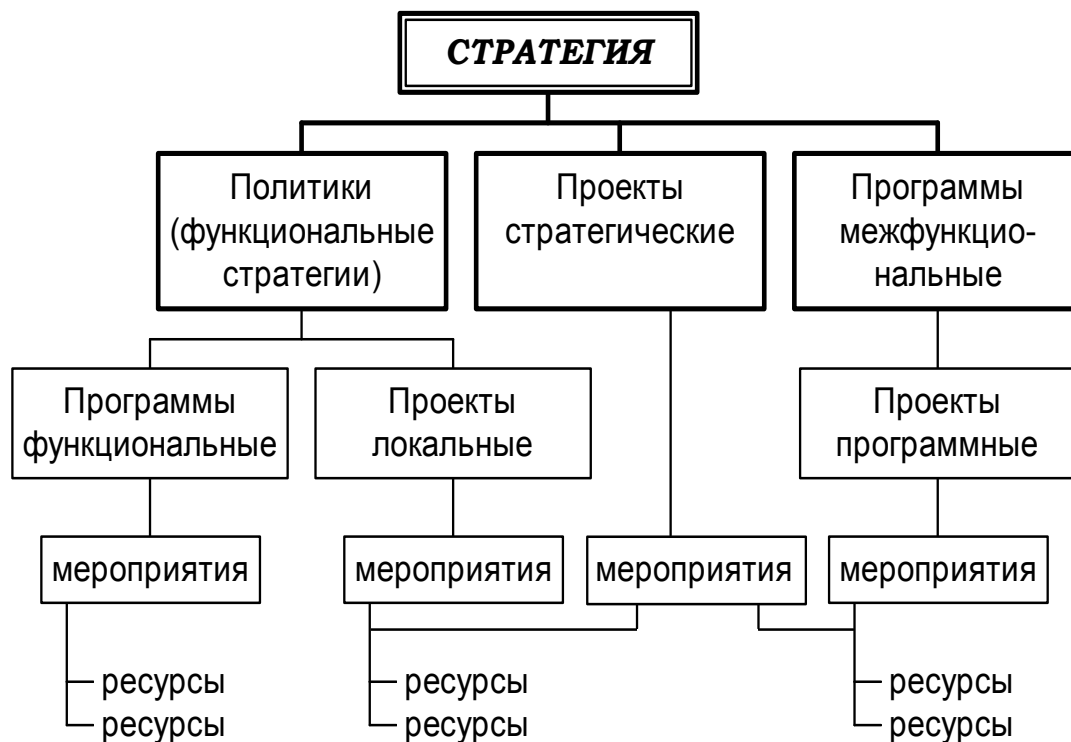 СТРАТЕГИЯ
Политики
(функциональные
стратегии)
Проекты
стратегические
Программы
межфункцио-
нальные
Программы
функциональные
Проекты
локальные
Проекты
программные
мероприятия
мероприятия
мероприятия
мероприятия
ресурсы
ресурсы
ресурсы
ресурсы
ресурсы
ресурсы